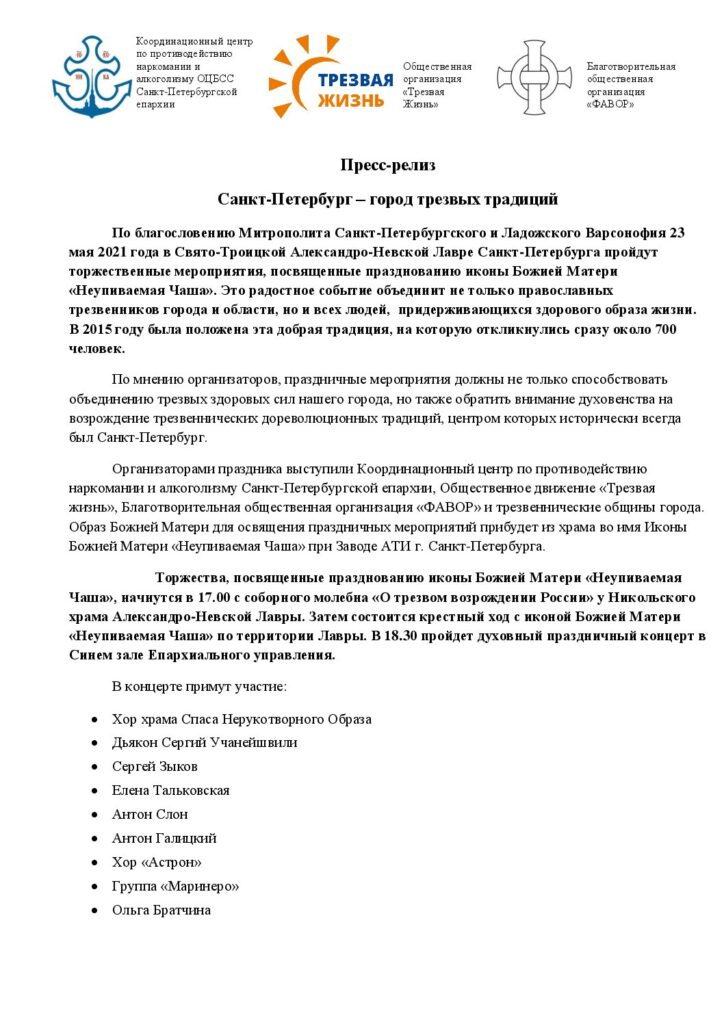 Координационный центр
по противодействию
наркомании и
алкоголизму ОЦБСС
Санкт-Петербургской
епархии
ТРЕЗВАЯ
ЖИЗНЬ
Общественная
организация
«Трезвая
Жизнь»
Благотворительная
общественная
организация
«ФАВОР»
Пресс-релиз
Санкт-Петербург – город трезвых традиций
По благословению Митрополита Санкт-Петербургского и Ладожского Варсонофия 23
мая 2021 года в Свято-Троицкой Александро-Невской Лавре Санкт-Петербурга пройдут
торжественные мероприятия, посвященные празднованию иконы Божией Матери
«Неупиваемая Чаша». Это радостное событие объединит не только православных
трезвенников города и области, но и всех людей, придерживающихся здорового образа жизни.
В 2015 году была положена эта добрая традиция, на которую откликнулись сразу около 700
человек.
По мнению организаторов, праздничные мероприятия должны не только способствовать
объединению трезвых здоровых сил нашего города, но также обратить внимание духовенства на
возрождение трезвеннических дореволюционных традиций, центром которых исторически всегда
был Санкт-Петербург.
Организаторами праздника выступили Координационный центр по противодействию
наркомании и алкоголизму Санкт-Петербургской епархии, Общественное движение «Трезвая
жизнь», Благотворительная общественная организация «ФАВОР» и трезвеннические общины города.
Образ Божией Матери для освящения праздничных мероприятий прибудет из храма во имя Иконы
Божией Матери «Неупиваемая Чаша» при Заводе АТИ г. Санкт-Петербурга.
Торжества, посвященные празднованию иконы Божией Матери «Неупиваемая
Чаша», начнутся в 17.00 с соборного молебна «О трезвом возрождении России» у Никольского
храма Александро-Невской Лавры. Затем состоится крестный ход с иконой Божией Матери
«Неупиваемая Чаша» по территории Лавры. В 18.30 пройдет духовный праздничный концерт в
Синем зале Епархиального управления.
В концерте примут участие:
• Хор храма Спаса Нерукотворного Образа
• Дьякон Сергий Учанейшвили
• Сергей Зыков
• Елена Тальковская
• Антон Слон
• Антон Галицкий
• Хор «Астрон»
• Группа «Маринеро»
• Ольга Братчина